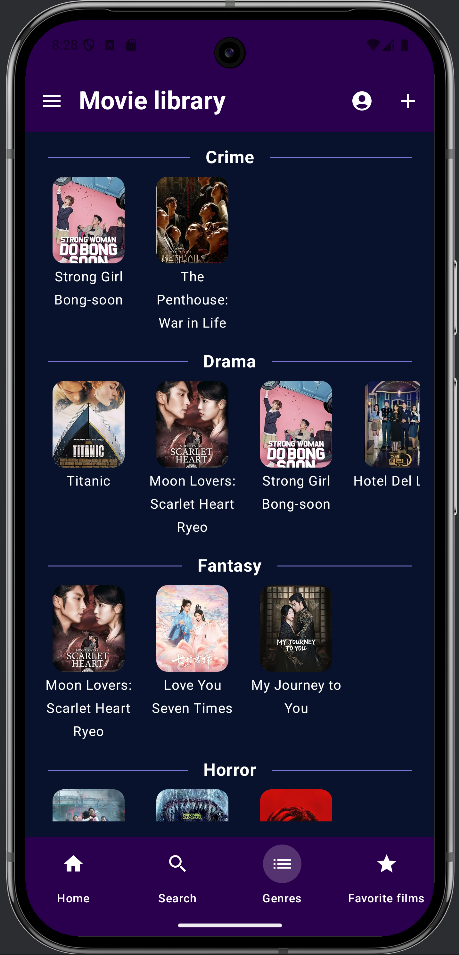 8:28
Movie library
Crime
STRONG WOMAN
DO BONG
SOON
Strong Girl
Bong-soon
The
Penthouse:
War in Life
Drama
TITANIC
SCARLET
HEART
STRONG WOMAN
DO BONG
SOON
Titanic
Moon Lovers:
Scarlet Heart
Ryeo
Strong Girl
Bong-soon
Hotel Del L
Fantasy
SCARLET
HEART
MY JOURNEY
TO YOU
Moon Lovers:
Scarlet Heart
Ryeo
Love You
Seven Times
My Journey to
You
Horror
Home
Search
Genres
Favorite films